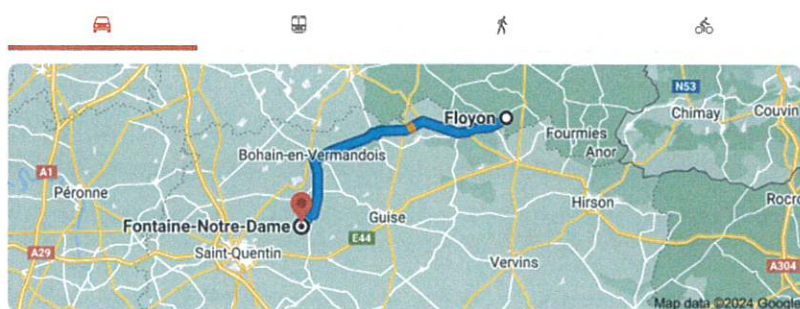 N53
Floyon
Chimay
Couvin
Fourmies
Anor
Bohain-en-Vermandois
A1
Péronne
Hirson
Rocro
Guise
Fontaine-Notre-Dame
E44
A29
Saint-Quentin
Vervins
A304
Map data ©2024 Google